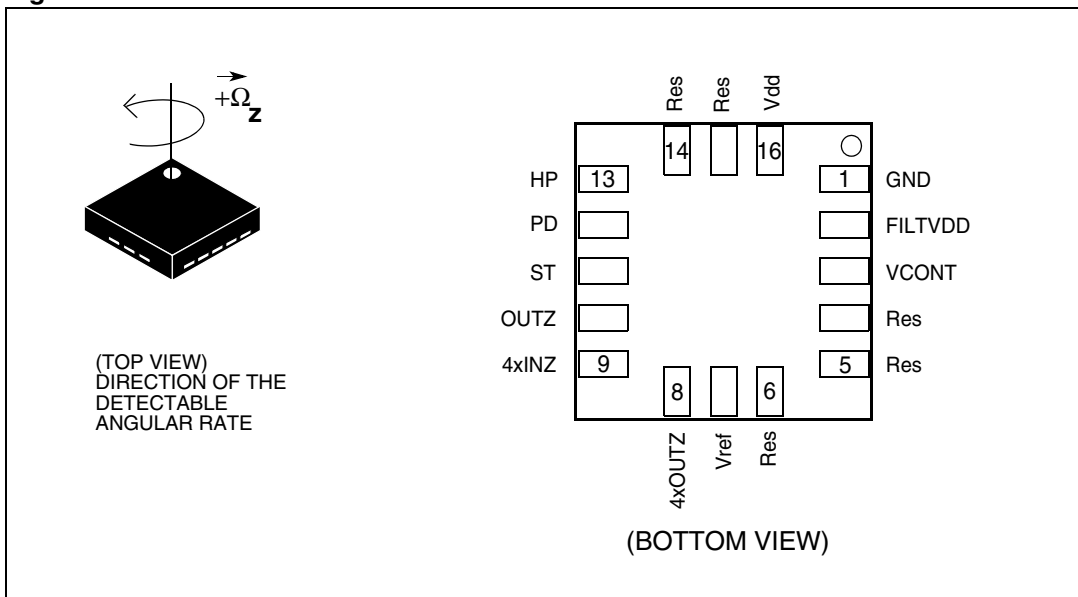 +Ω
z
(TOP VIEW)
DIRECTION OF THE
DETECTABLE
ANGULAR RATE
Res
Res
Vdd
14
16
HP
13
1
GND
PD
FILTVDD
ST
VCONT
OUTZ
Res
4xINZ
9
5
Res
8
6
4xOUTZ
Vref
Res
(BOTTOM VIEW)